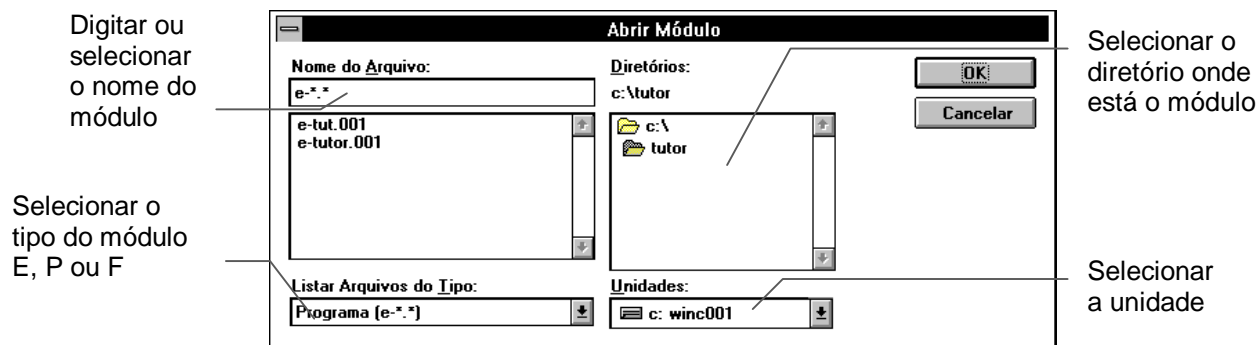 Digitar ou
selecionar
o nome do
módulo
Selecionar o
tipo do módulo
E, P ou F
Abrir Módulo
Nome do Arquivo:
e-*.*
e-tut.001
e-tutor.001
Listar Arquivos do Tipo:
Programa (e-*.*)
Diretórios:
c:\tutor
c:\
tutor
Unidades:
c: winc001
OK
Cancelar
Selecionar o
diretório onde
está o módulo
Selecionar
a unidade